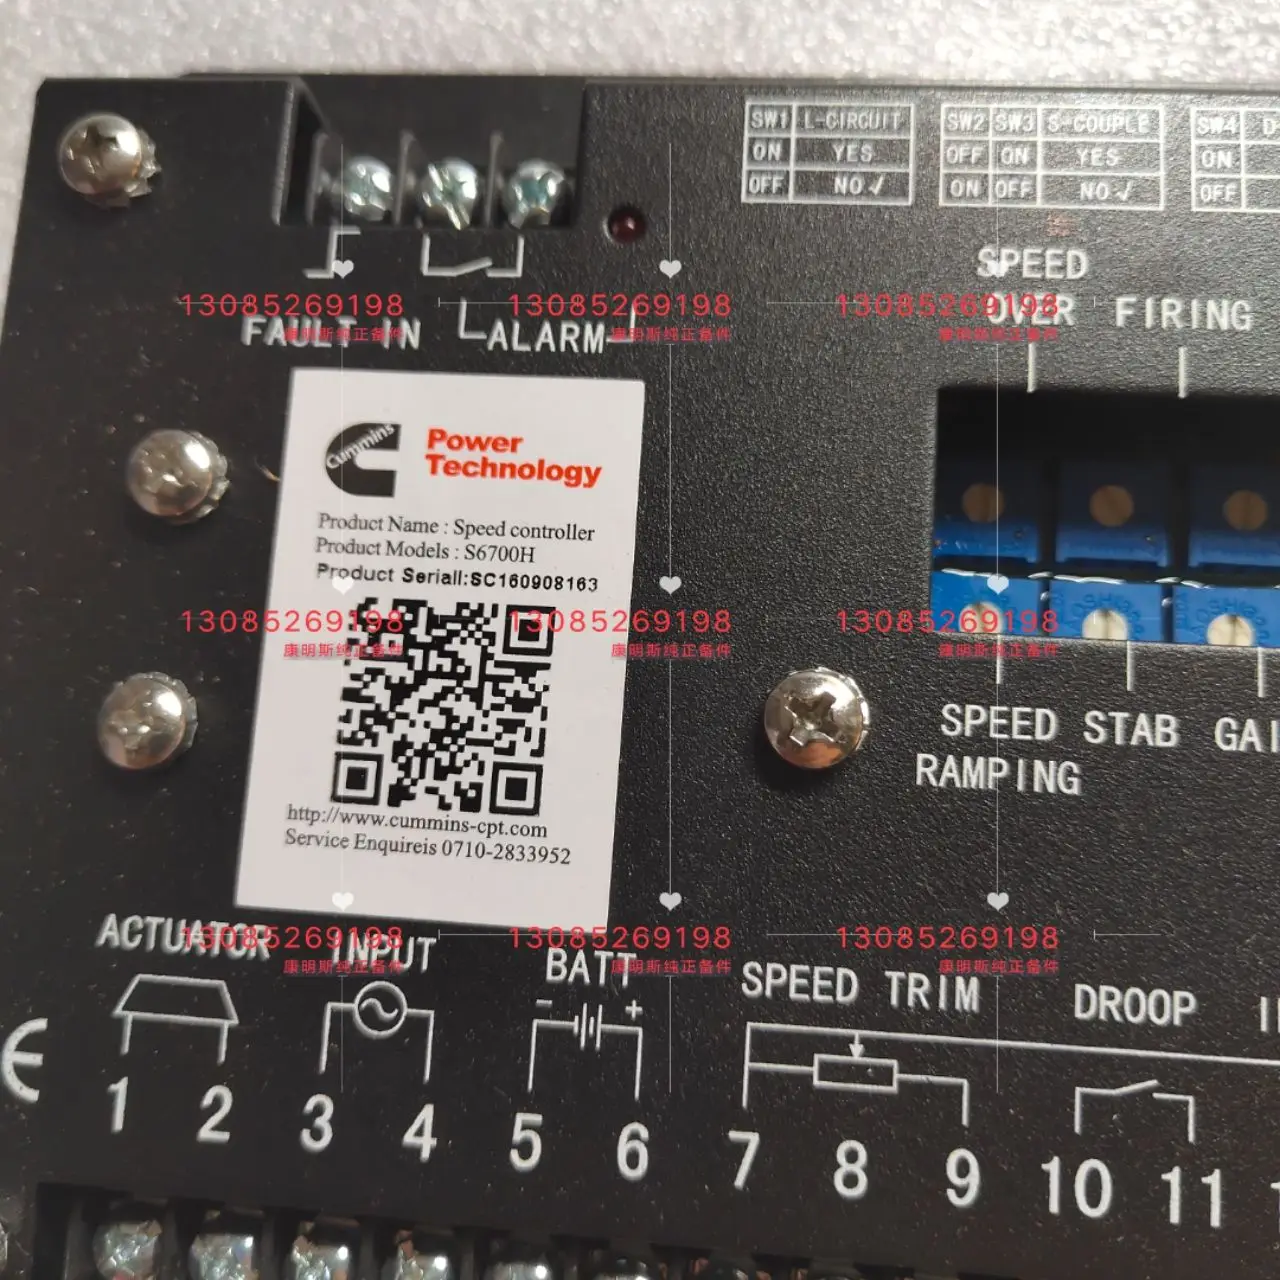 SW1 L-CIRCUIT
ON YES
OFF NO✓
SW2 SW3 S-COUPLE
OFF ON YES
ON OFF NO✓
SW4 D
ON
OFF
SPEED
OVER FIRING
FAULT IN ALARM
Cummins
Power
Technology
Product Name : Speed controller
Product Models : S6700H
Product Seriall:SC160908163
http://www.cummins-cpt.com
Service Enquireis 0710-2833952
SPEED STAB GAI
RAMPING
ACTUATOR INPUT BATT SPEED TRIM DROOP
- +
CE
1 2 3 4 5 6 7 8 9 10 11
13085269198 13085269198 13085269198
康明斯纯正备件 康明斯纯正备件 康明斯纯正备件
13085269198 13085269198 13085269198
康明斯纯正备件 康明斯纯正备件 康明斯纯正备件
13085269198 13085269198 13085269198
康明斯纯正备件 康明斯纯正备件 康明斯纯正备件